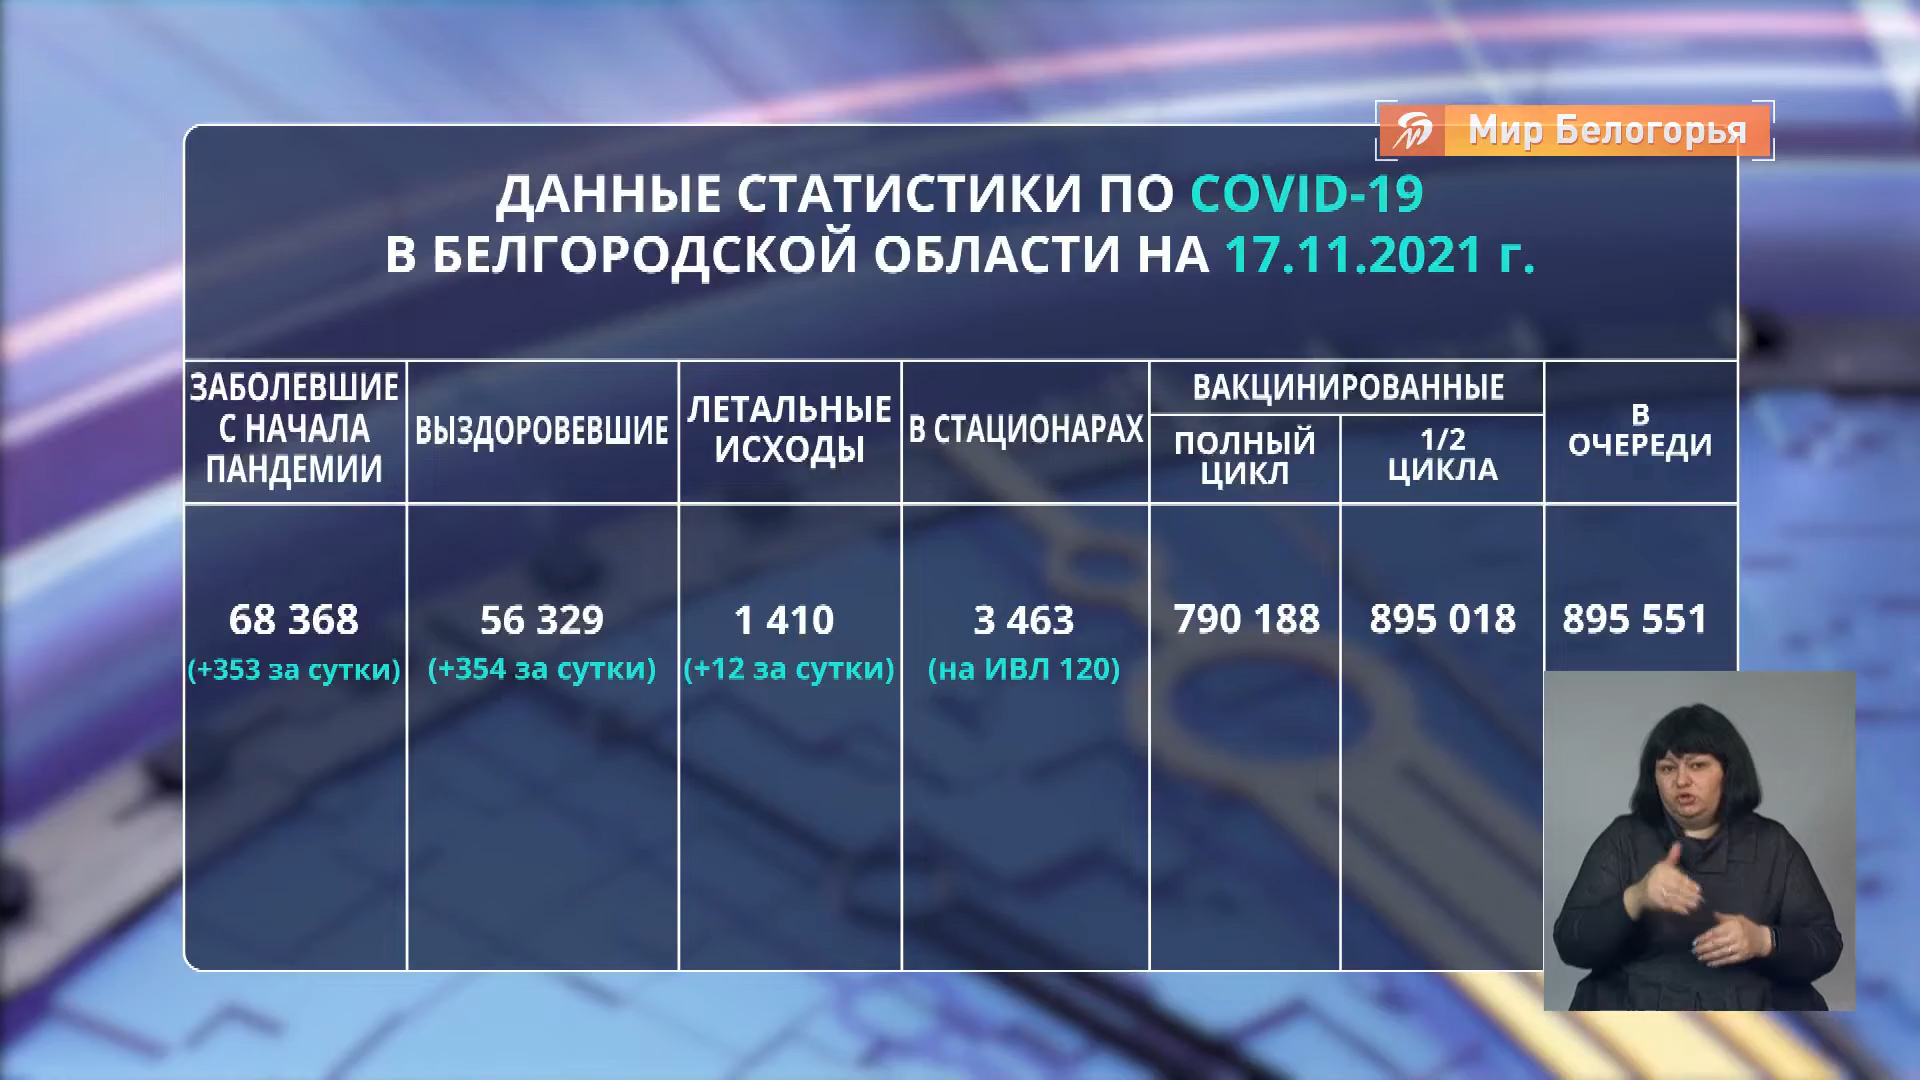 Мир Белогорья
ДАННЫЕ СТАТИСТИКИ ПО COVID-19
В БЕЛГОРОДСКОЙ ОБЛАСТИ НА 17.11.2021 г.
ЗАБОЛЕВШИЕ
С НАЧАЛА
ПАНДЕМИИ
ВЫЗДОРОВЕВШИЕ
ЛЕТАЛЬНЫЕ
ИСХОДЫ
В СТАЦИОНАРАХ
ВАКЦИНИРОВАННЫЕ
ПОЛНЫЙ
ЦИКЛ
1/2
ЦИКЛА
В
ОЧЕРЕДИ
68 368
(+353 за сутки)
56 329
(+354 за сутки)
1 410
(+12 за сутки)
3 463
(на ИВЛ 120)
790 188
895 018
895 551